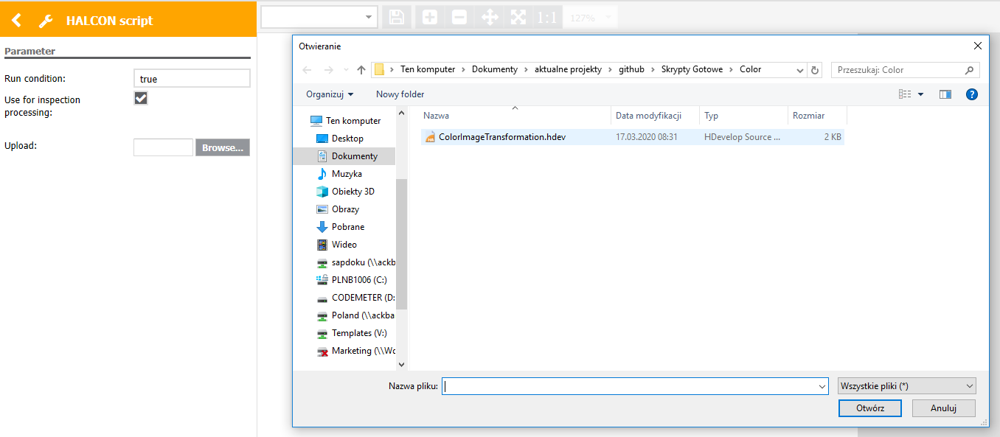 HALCON script
1:1
127%
Parameter
Run condition:
true
Use for inspection
processing:
Upload:
Browse...
Otwieranie
Ten komputer
Dokumenty
aktualne projekty
github
Skrypty Gotowe
Color
Przeszukaj: Color
Organizuj
Nowy folder
Ten komputer
Desktop
Dokumenty
Muzyka
Obiekty 3D
Obrazy
Pobrane
Wideo
sapdoku (\\ackb
PLNB1006 (C:)
CODEMETER (D:
Poland (\\ackba
Templates (V:)
Marketing (\\Wc
Nazwa Data modyfikacji Typ Rozmiar
ColorImageTransformation.hdev 17.03.2020 08:31 HDevelop Source ... 2 KB
Nazwa pliku:
Wszystkie pliki (*)
Otwórz
Anuluj